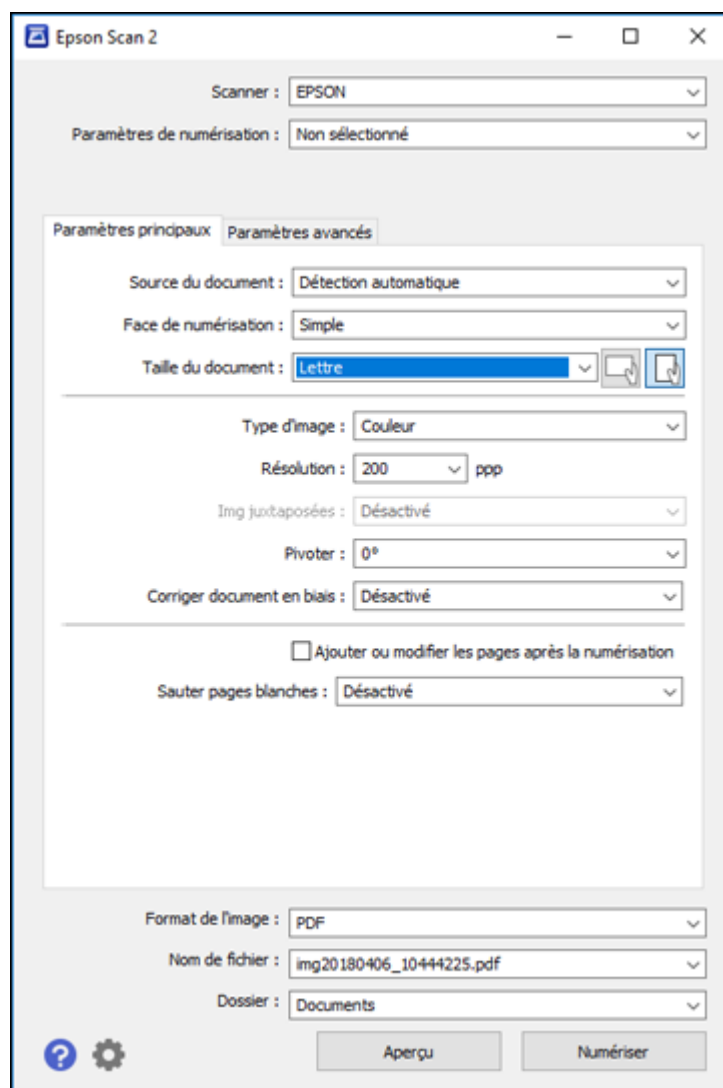 Epson Scan 2
Scanner : EPSON
Paramètres de numérisation : Non sélectionné
Paramètres principaux Paramètres avancés
Source du document : Détection automatique
Face de numérisation : Simple
Taille du document : Lettre
Type d'image : Couleur
Résolution : 200 ppp
Img juxtaposées : Désactivé
Pivoter : 0°
Corriger document en biais : Désactivé
Ajouter ou modifier les pages après la numérisation
Sauter pages blanches : Désactivé
Format de l'image : PDF
Nom de fichier : img20180406_10444225.pdf
Dossier : Documents
? Aperçu Numériser